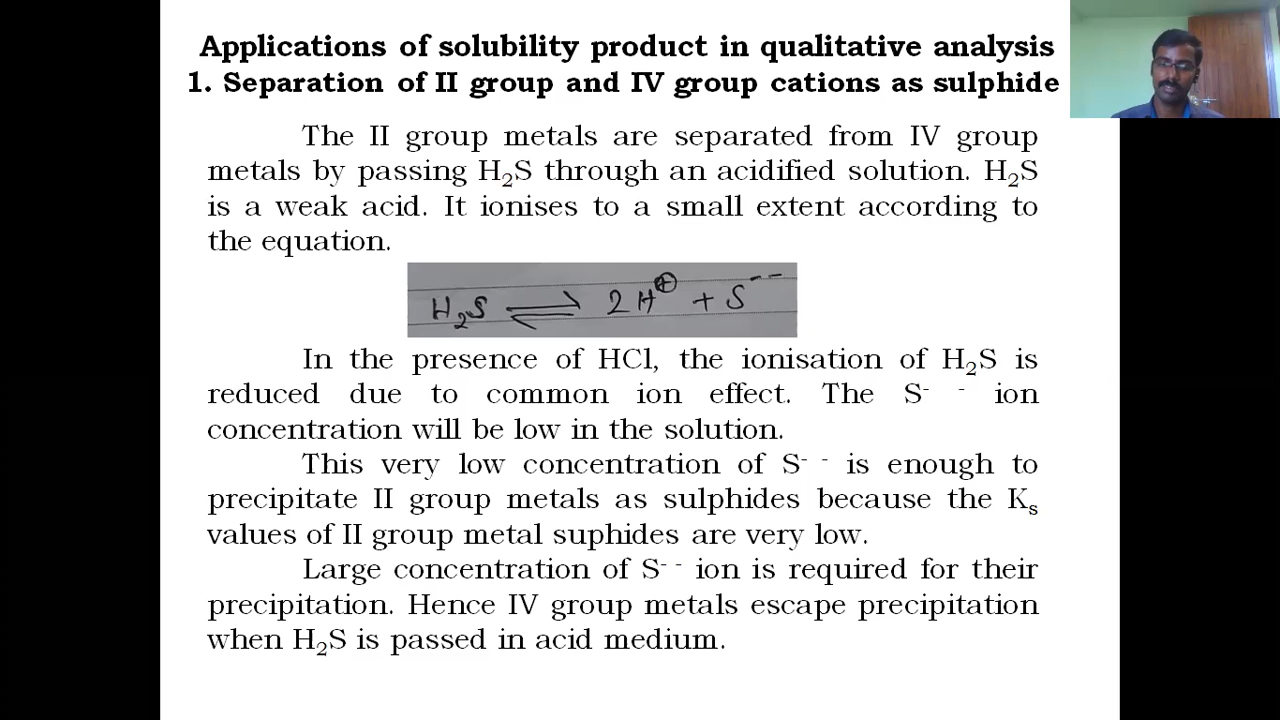 Applications of solubility product in qualitative analysis
1. Separation of II group and IV group cations as sulphide
The II group metals are separated from IV group
metals by passing H₂S through an acidified solution. H₂S
is a weak acid. It ionises to a small extent according to
the equation.
H₂S ⇌ 2H⊕ + S⁻⁻
In the presence of HCl, the ionisation of H₂S is
reduced due to common ion effect. The S⁻ ⁻ ion
concentration will be low in the solution.
This very low concentration of S⁻ ⁻ is enough to
precipitate II group metals as sulphides because the Kₛ
values of II group metal suphides are very low.
Large concentration of S⁻ ⁻ ion is required for their
precipitation. Hence IV group metals escape precipitation
when H₂S is passed in acid medium.